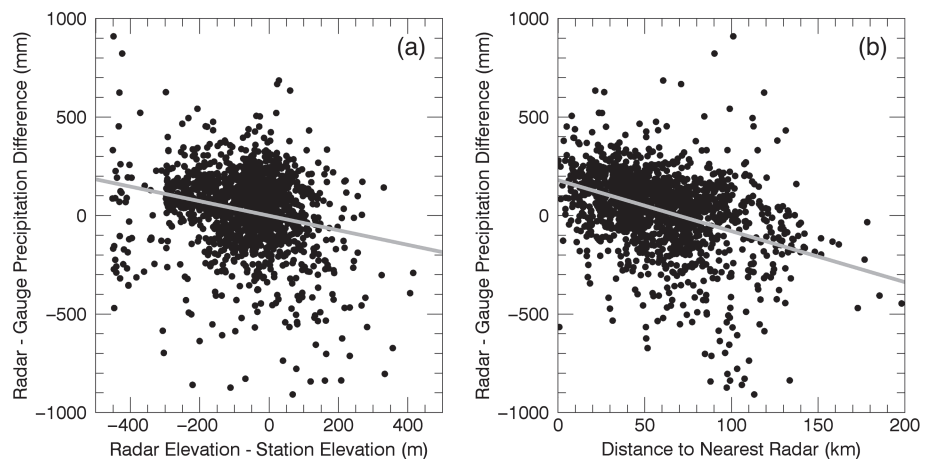 (a)
1000
500
0
−500
−1000
Radar - Gauge Precipitation Difference (mm)
−400 −200 0 200 400
Radar Elevation - Station Elevation (m)
(b)
1000
500
0
−500
−1000
Radar - Gauge Precipitation Difference (mm)
0 50 100 150 200
Distance to Nearest Radar (km)